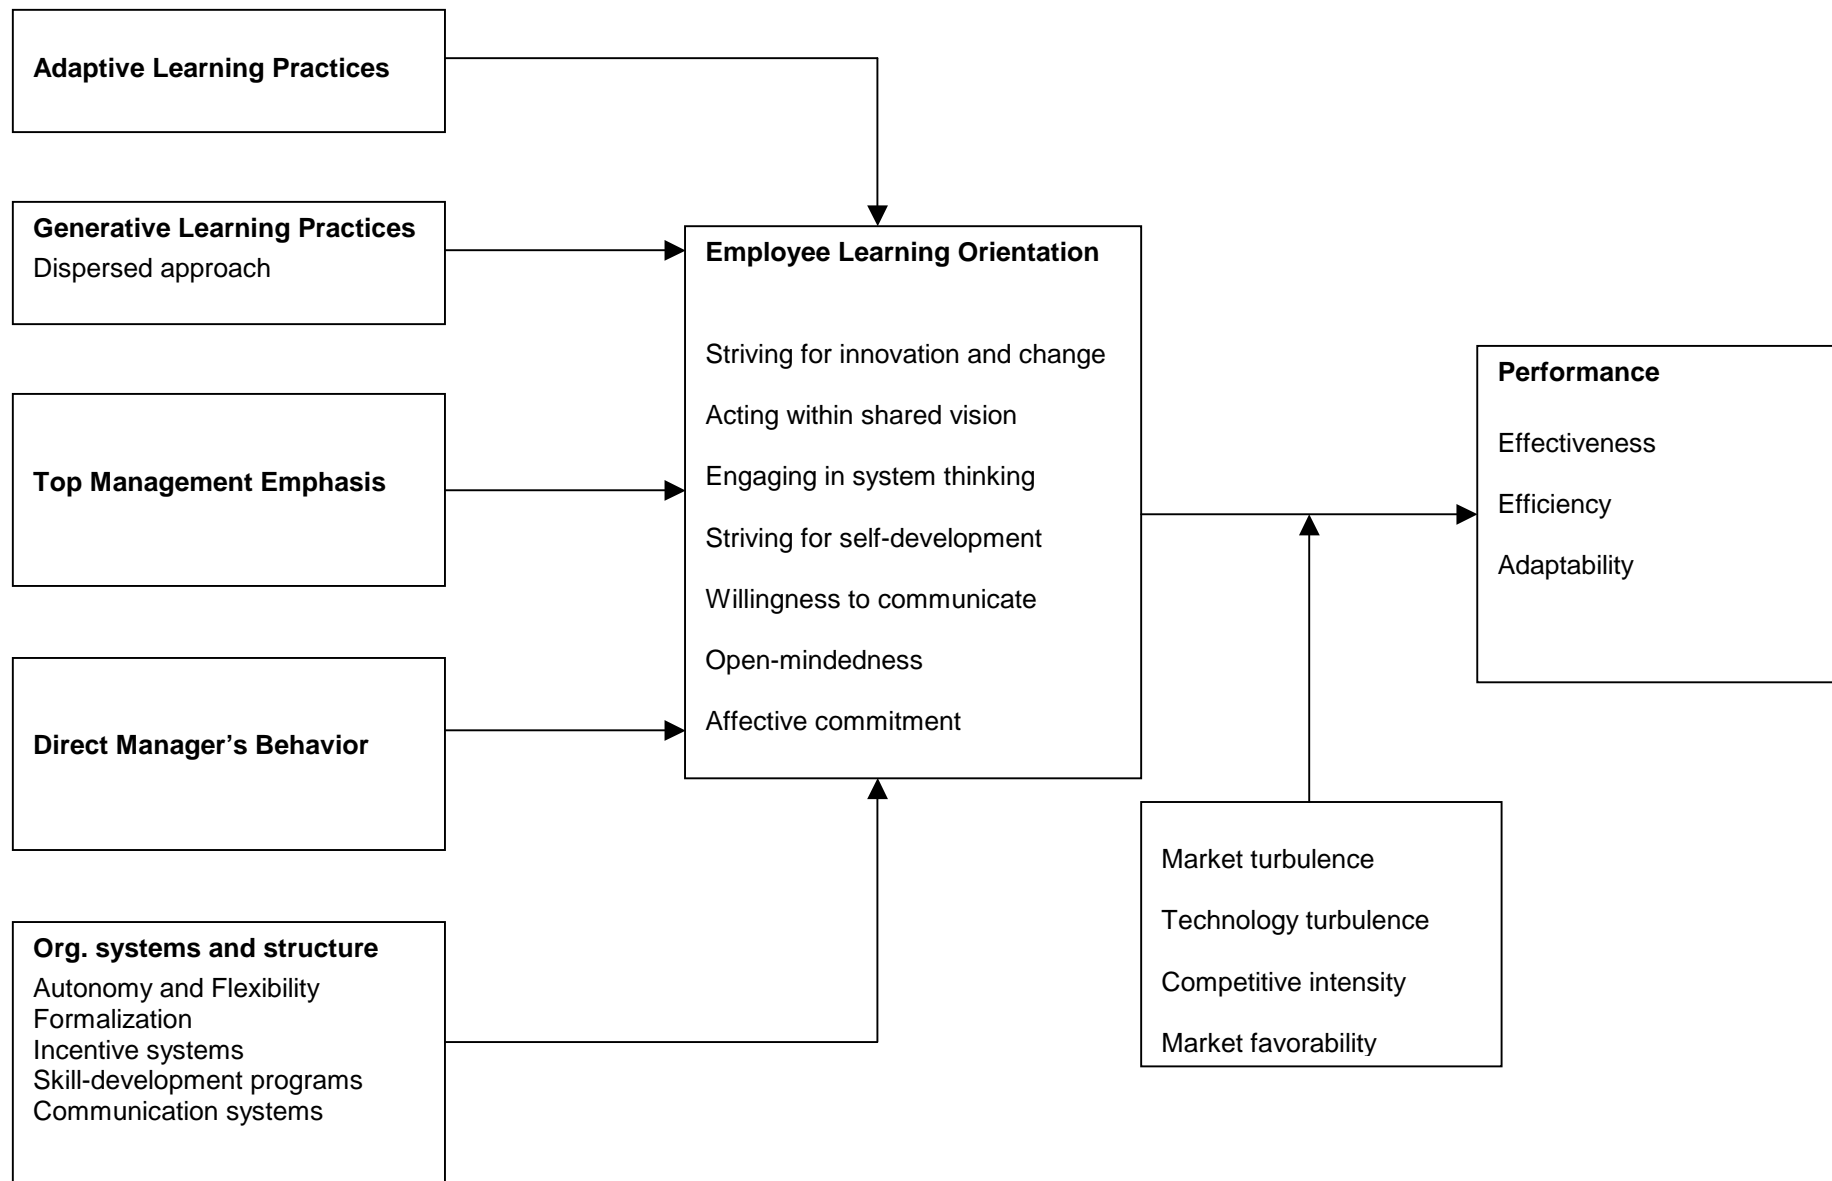 Adaptive Learning Practices
Generative Learning Practices
Dispersed approach
Top Management Emphasis
Direct Manager’s Behavior
Org. systems and structure
Autonomy and Flexibility
Formalization
Incentive systems
Skill-development programs
Communication systems
Employee Learning Orientation
Striving for innovation and change
Acting within shared vision
Engaging in system thinking
Striving for self-development
Willingness to communicate
Open-mindedness
Affective commitment
Market turbulence
Technology turbulence
Competitive intensity
Market favorability
Performance
Effectiveness
Efficiency
Adaptability